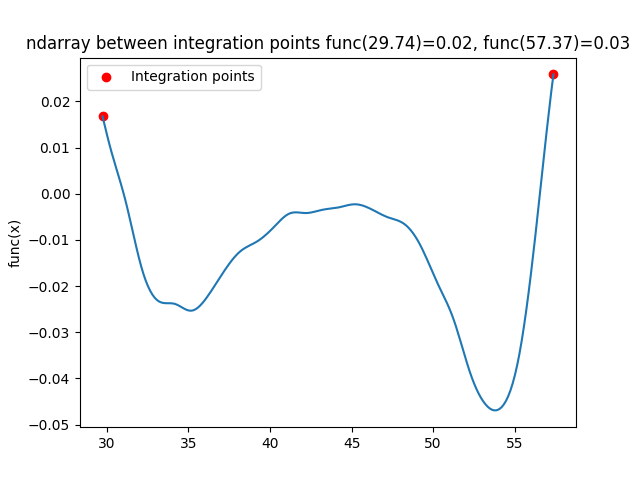 ndarray between integration points func(29.74)=0.02, func(57.37)=0.03
Integration points
func(x)
0.02
0.01
0.00
−0.01
−0.02
−0.03
−0.04
−0.05
30 35 40 45 50 55